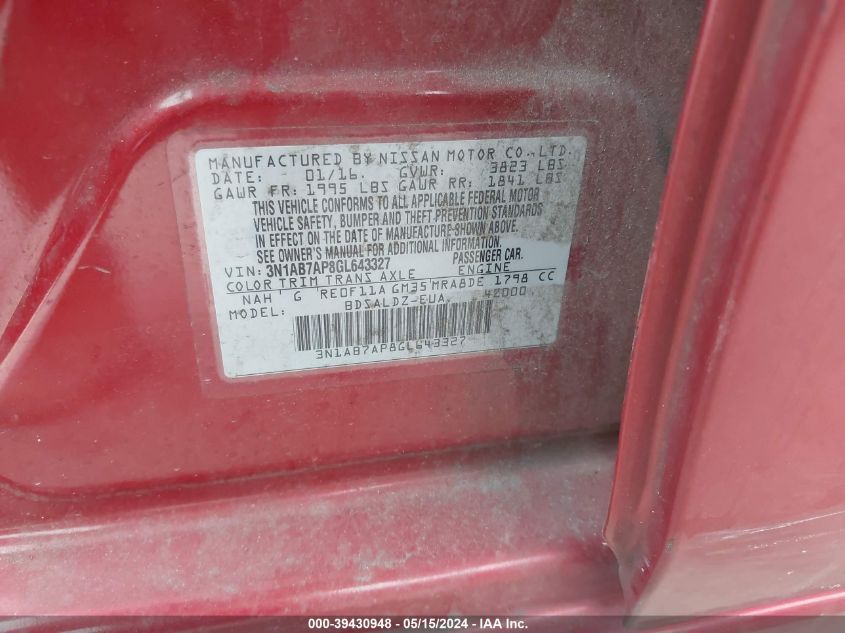 MANUFACTURED BY NISSAN MOTOR CO., LTD.
DATE: 01/16. GVWR: 3823 LBS
GAWR FR: 1995 LBS GAWR RR: 1841 LBS
THIS VEHICLE CONFORMS TO ALL APPLICABLE FEDERAL MOTOR
VEHICLE SAFETY, BUMPER AND THEFT PREVENTION STANDARDS
IN EFFECT ON THE DATE OF MANUFACTURE SHOWN ABOVE.
SEE OWNER'S MANUAL FOR ADDITIONAL INFORMATION.
VIN: 3N1AB7AP8GL643327 PASSENGER CAR.
COLOR TRIM TRANS AXLE ENGINE
NAH G RE0F11A GM35 MRA8DE 1798 CC
MODEL: BDSALDZ-EUA 42000
3N1AB7AP8GL643327
000-39430948 - 05/15/2024 - IAA Inc.